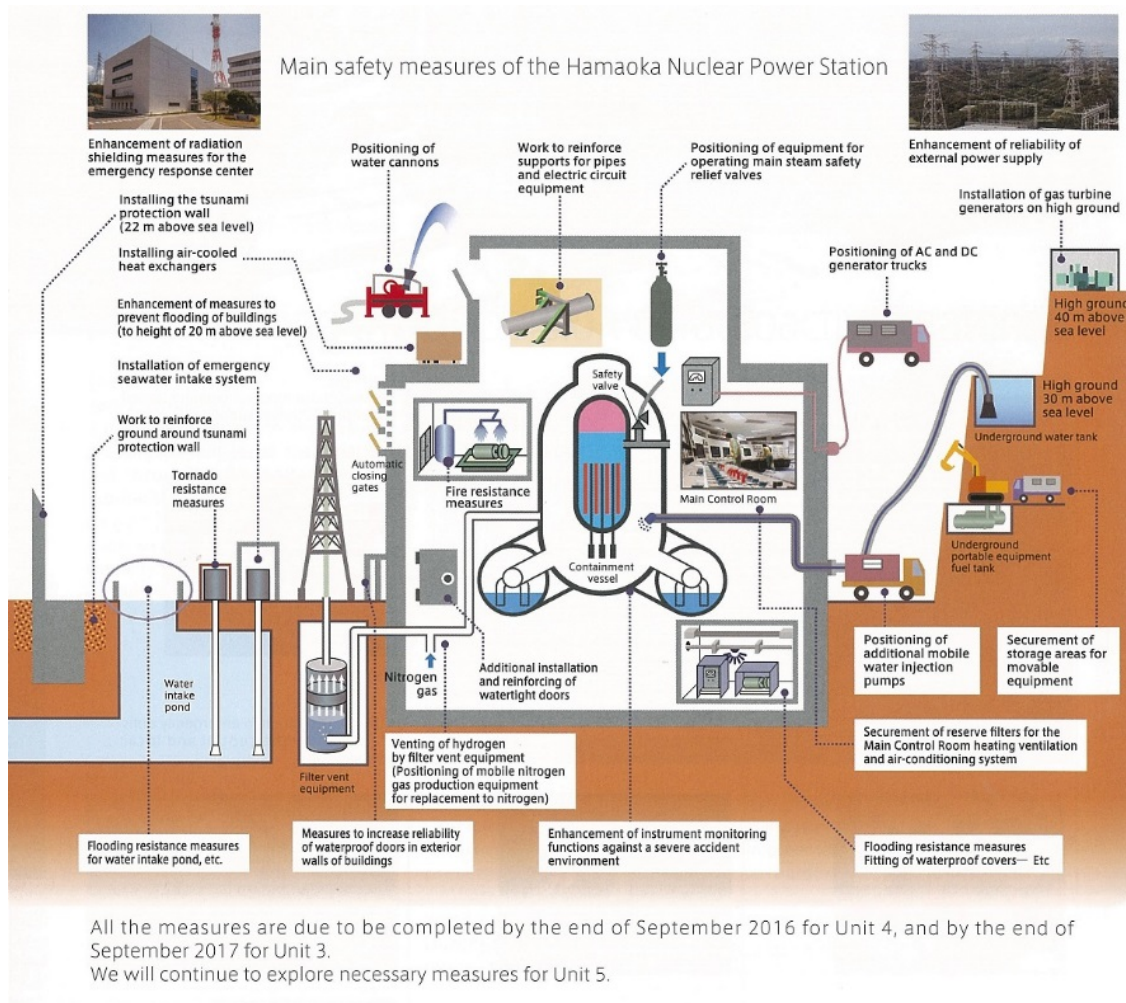 Main safety measures of the Hamaoka Nuclear Power Station
Enhancement of radiation
shielding measures for the
emergency response center
Enhancement of reliability of
external power supply
Positioning of
water cannons
Work to reinforce
supports for pipes
and electric circuit
equipment
Positioning of equipment for
operating main steam safety
relief valves
Installing the tsunami
protection wall
(22 m above sea level)
Installing air-cooled
heat exchangers
Enhancement of measures to
prevent flooding of buildings
(to height of 20 m above sea level)
Installation of emergency
seawater intake system
Work to reinforce
ground around tsunami
protection wall
Tornado
resistance
measures
Automatic
closing
gates
Installation of gas turbine
generators on high ground
Positioning of AC and DC
generator trucks
High ground
40 m above
sea level
High ground
30 m above
sea level
Underground water tank
Underground
portable equipment
fuel tank
Safety
valve
Main Control Room
Fire resistance
measures
Containment
vessel
Water
intake
pond
Nitrogen
gas
Additional installation
and reinforcing of
watertight doors
Filter vent
equipment
Positioning of
additional mobile
water injection
pumps
Securement of
storage areas for
movable
equipment
Venting of hydrogen
by filter vent equipment
(Positioning of mobile nitrogen
gas production equipment
for replacement to nitrogen)
Securement of reserve filters for the
Main Control Room heating ventilation
and air-conditioning system
Flooding resistance measures
for water intake pond, etc.
Measures to increase reliability
of waterproof doors in exterior
walls of buildings
Enhancement of instrument monitoring
functions against a severe accident
environment
Flooding resistance measures
Fitting of waterproof covers— Etc
All the measures are due to be completed by the end of September 2016 for Unit 4, and by the end of
September 2017 for Unit 3.
We will continue to explore necessary measures for Unit 5.